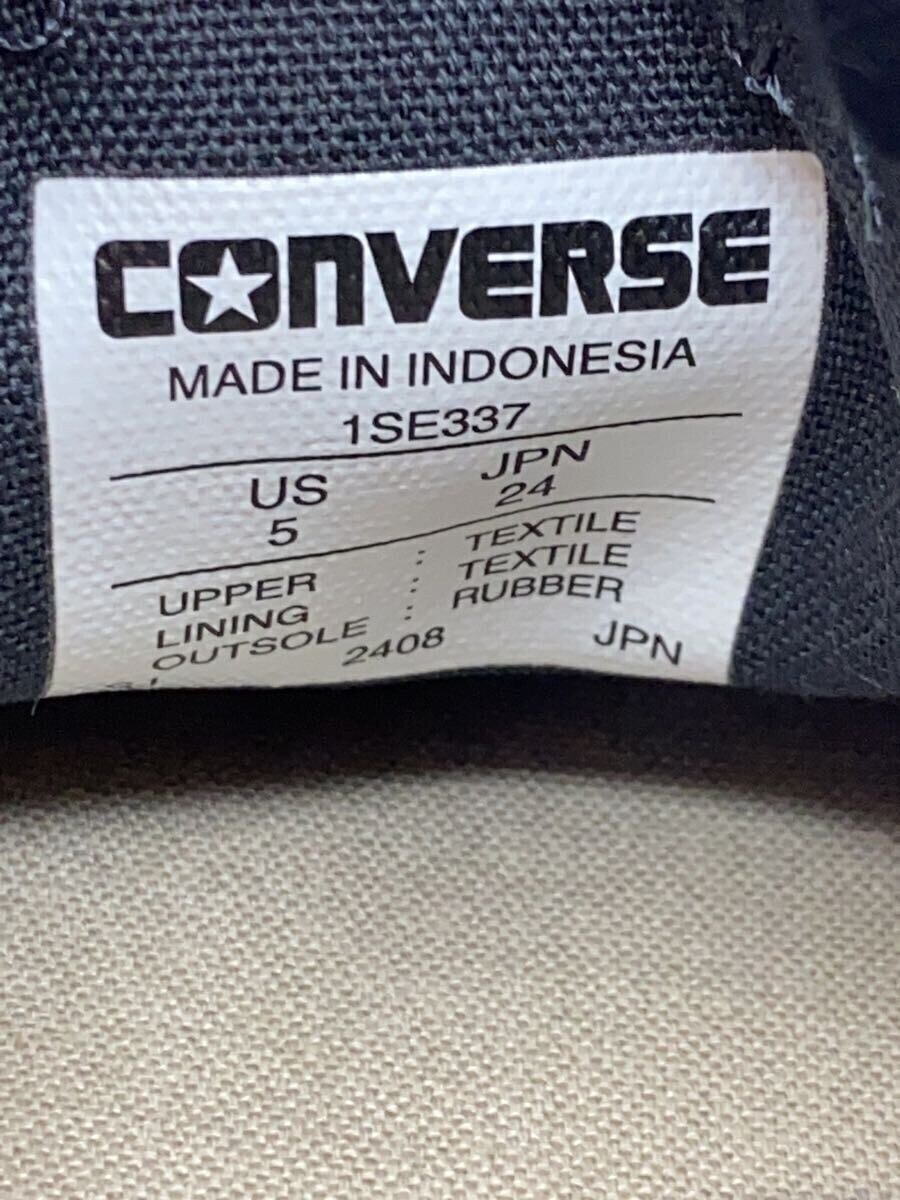 CONVERSE
MADE IN INDONESIA
1SE337
US JPN
5 24
UPPER : TEXTILE
LINING : TEXTILE
OUTSOLE : RUBBER
2408 JPN